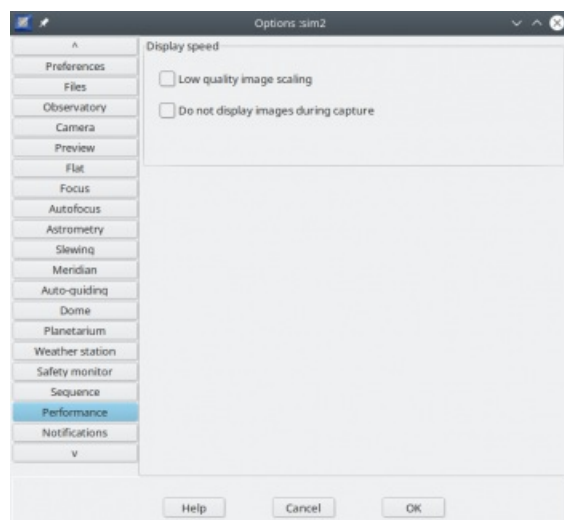 Options :sim2
^
Preferences
Files
Observatory
Camera
Preview
Flat
Focus
Autofocus
Astrometry
Slewing
Meridian
Auto-guiding
Dome
Planetarium
Weather station
Safety monitor
Sequence
Performance
Notifications
v
Display speed
Low quality image scaling
Do not display images during capture
Help
Cancel
OK